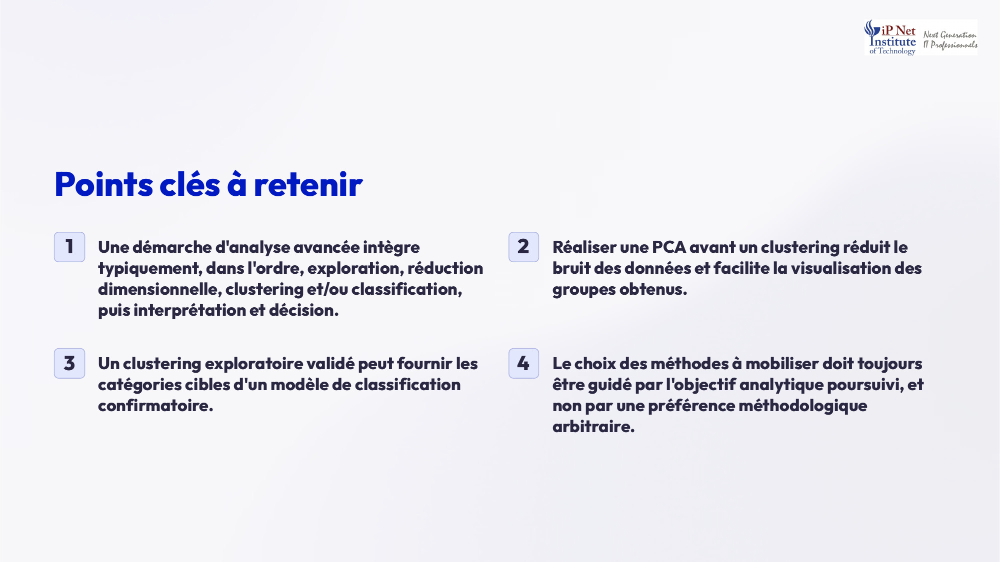 iP Net
Institute
of Technology
Next Generation
IT Professionnels
Points clés à retenir
1
Une démarche d'analyse avancée intègre
typiquement, dans l'ordre, exploration, réduction
dimensionnelle, clustering et/ou classification,
puis interprétation et décision.
2
Réaliser une PCA avant un clustering réduit le
bruit des données et facilite la visualisation des
groupes obtenus.
3
Un clustering exploratoire validé peut fournir les
catégories cibles d'un modèle de classification
confirmatoire.
4
Le choix des méthodes à mobiliser doit toujours
être guidé par l'objectif analytique poursuivi, et
non par une préférence méthodologique
arbitraire.